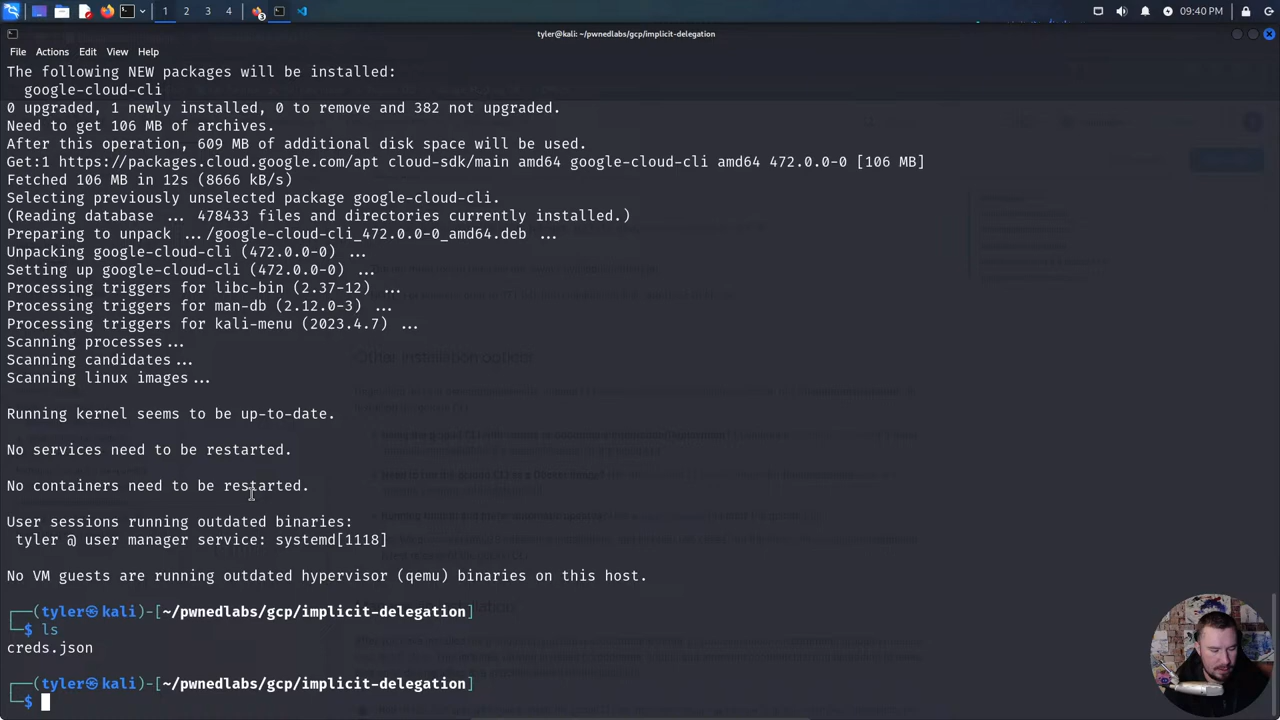 1 2 3 4 09:40 PM
tyler@kali: ~/pwnedlabs/gcp/implicit-delegation
File Actions Edit View Help
The following NEW packages will be installed:
google-cloud-cli
0 upgraded, 1 newly installed, 0 to remove and 382 not upgraded.
Need to get 106 MB of archives.
After this operation, 609 MB of additional disk space will be used.
Get:1 https://packages.cloud.google.com/apt cloud-sdk/main amd64 google-cloud-cli amd64 472.0.0-0 [106 MB]
Fetched 106 MB in 12s (8666 kB/s)
Selecting previously unselected package google-cloud-cli.
(Reading database ... 478433 files and directories currently installed.)
Preparing to unpack .../google-cloud-cli_472.0.0-0_amd64.deb ...
Unpacking google-cloud-cli (472.0.0-0) ...
Setting up google-cloud-cli (472.0.0-0) ...
Processing triggers for libc-bin (2.37-12) ...
Processing triggers for man-db (2.12.0-3) ...
Processing triggers for kali-menu (2023.4.7) ...
Scanning processes...
Scanning candidates...
Scanning linux images...
Running kernel seems to be up-to-date.
No services need to be restarted.
No containers need to be restarted.
User sessions running outdated binaries:
tyler @ user manager service: systemd[1118]
No VM guests are running outdated hypervisor (qemu) binaries on this host.
┌──(tyler㉿kali)-[~/pwnedlabs/gcp/implicit-delegation]
└─$ ls
creds.json
┌──(tyler㉿kali)-[~/pwnedlabs/gcp/implicit-delegation]
└─$
Other installation options